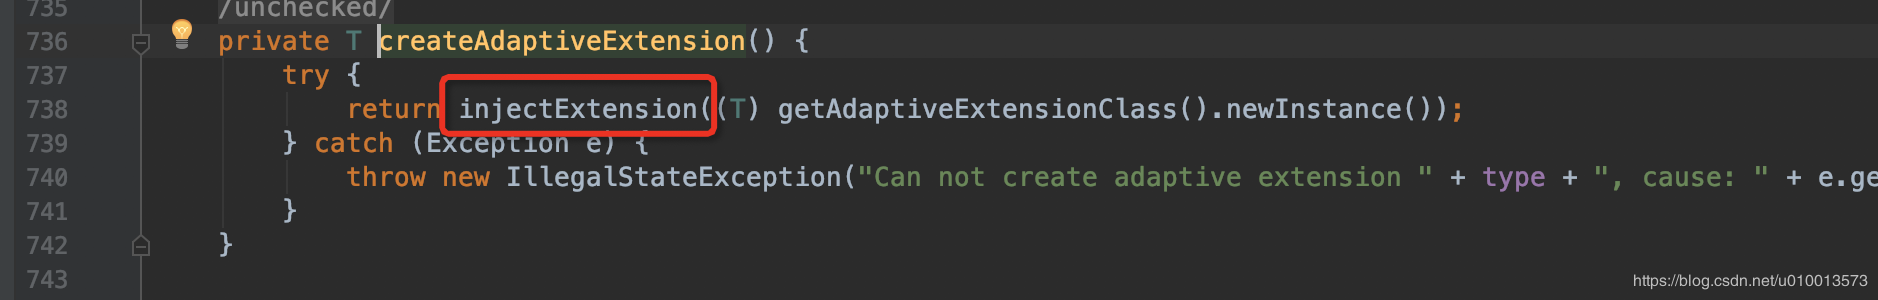 735 /unchecked/
736 private T createAdaptiveExtension() {
737 try {
738 return injectExtension((T) getAdaptiveExtensionClass().newInstance());
739 } catch (Exception e) {
740 throw new IllegalStateException("Can not create adaptive extension " + type + ", cause: " + e.ge
741 }
742 }
743
https://blog.csdn.net/u010013573